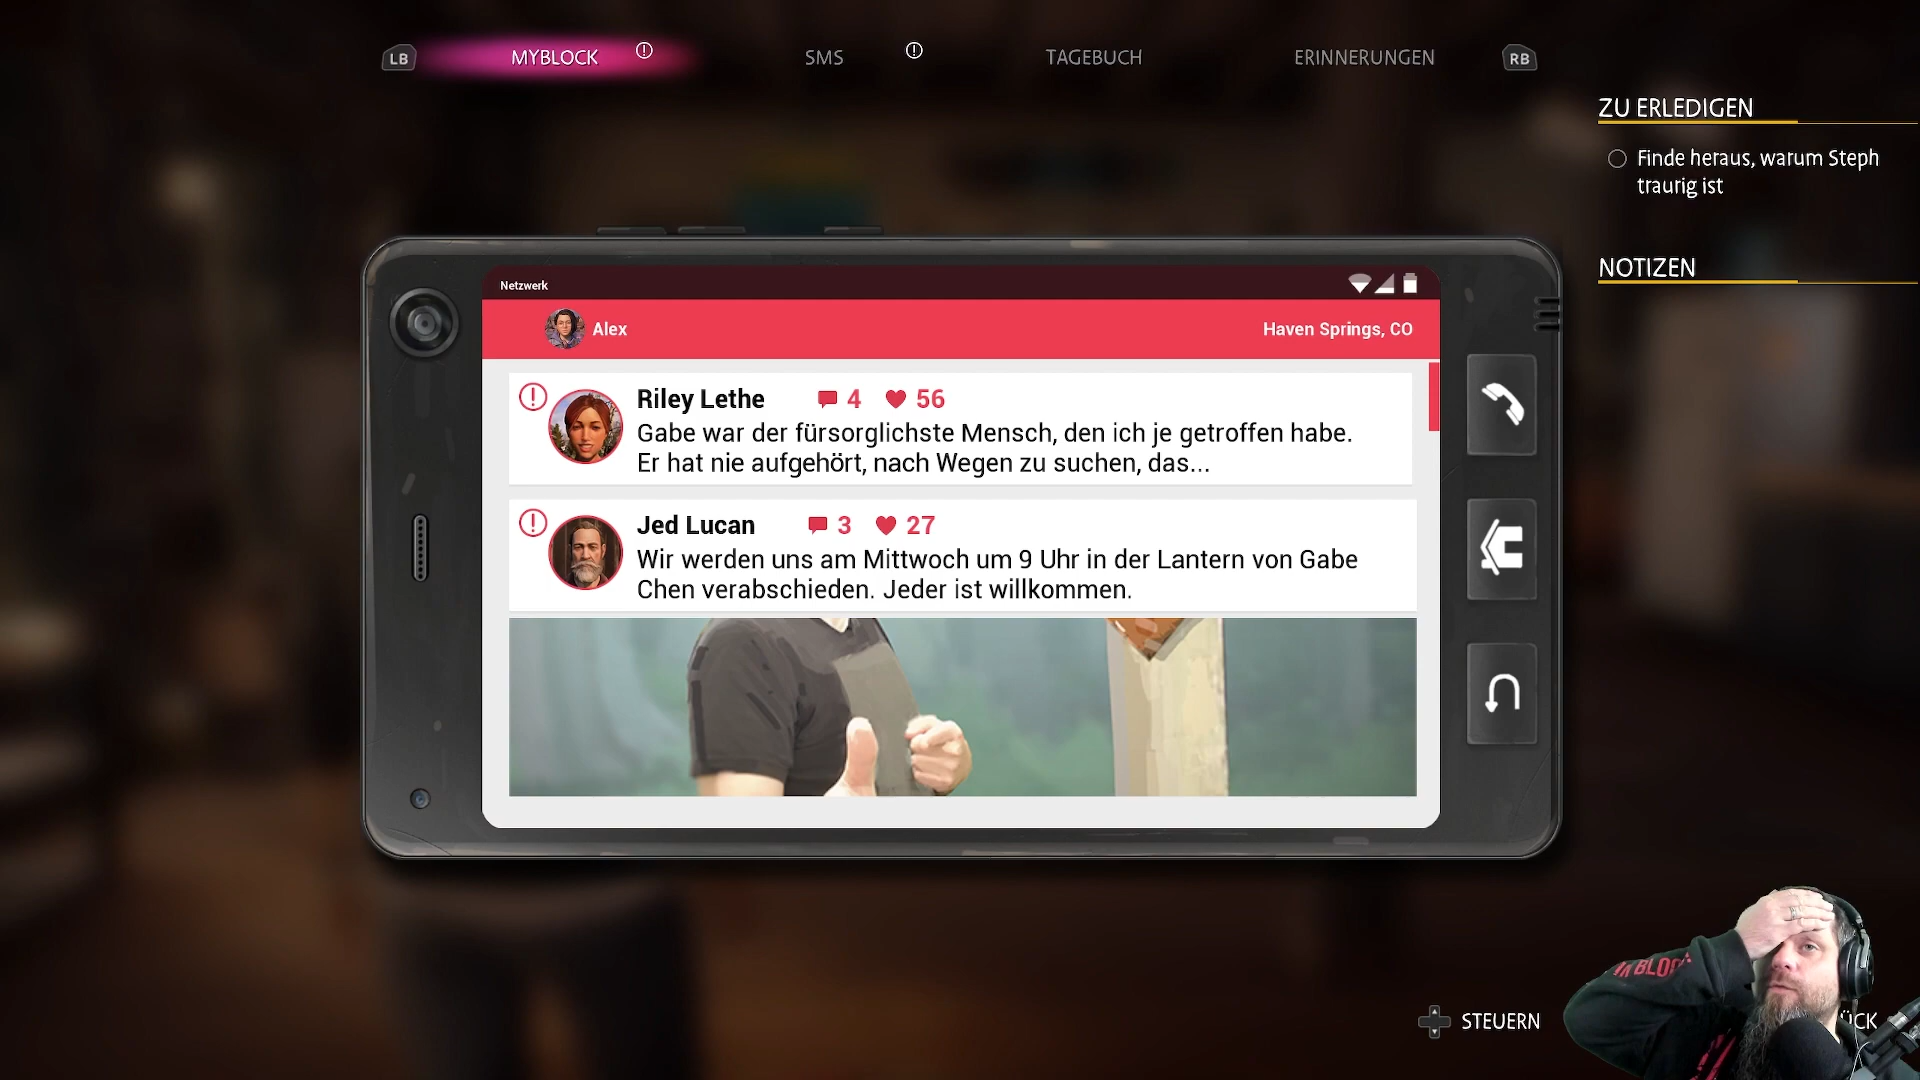 LB
MYBLOCK
SMS
TAGEBUCH
ERINNERUNGEN
RB
ZU ERLEDIGEN
Finde heraus, warum Steph
traurig ist
NOTIZEN
Netzwerk
Alex
Haven Springs, CO
Riley Lethe 4 56
Gabe war der fürsorglichste Mensch, den ich je getroffen habe.
Er hat nie aufgehört, nach Wegen zu suchen, das...
Jed Lucan 3 27
Wir werden uns am Mittwoch um 9 Uhr in der Lantern von Gabe
Chen verabschieden. Jeder ist willkommen.
STEUERN